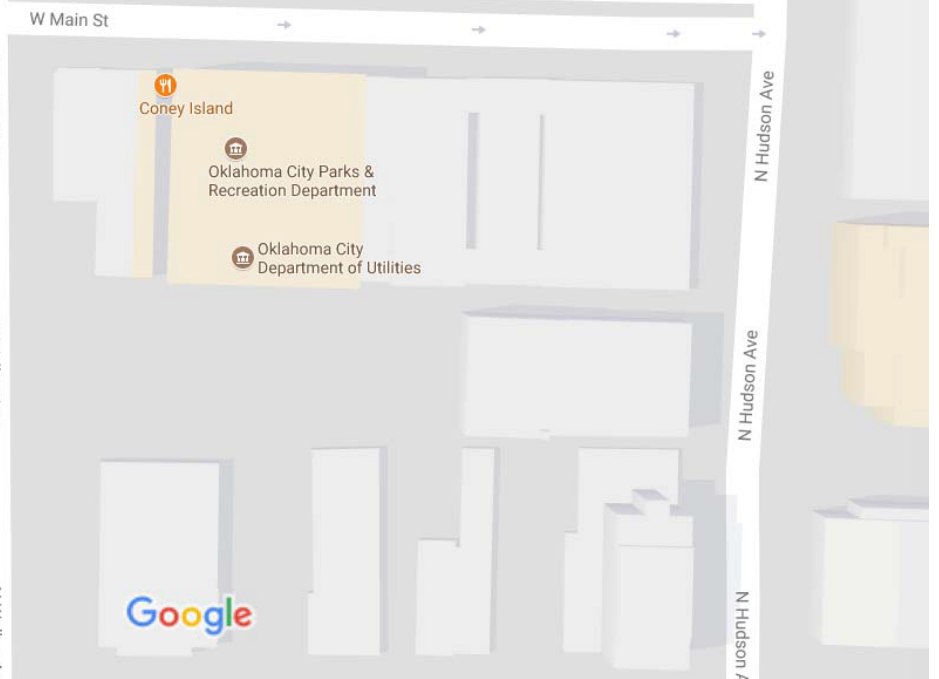 W Main St
Coney Island
Oklahoma City Parks &
Recreation Department
Oklahoma City
Department of Utilities
N Hudson Ave
N Hudson Ave
N Hudson A
Google